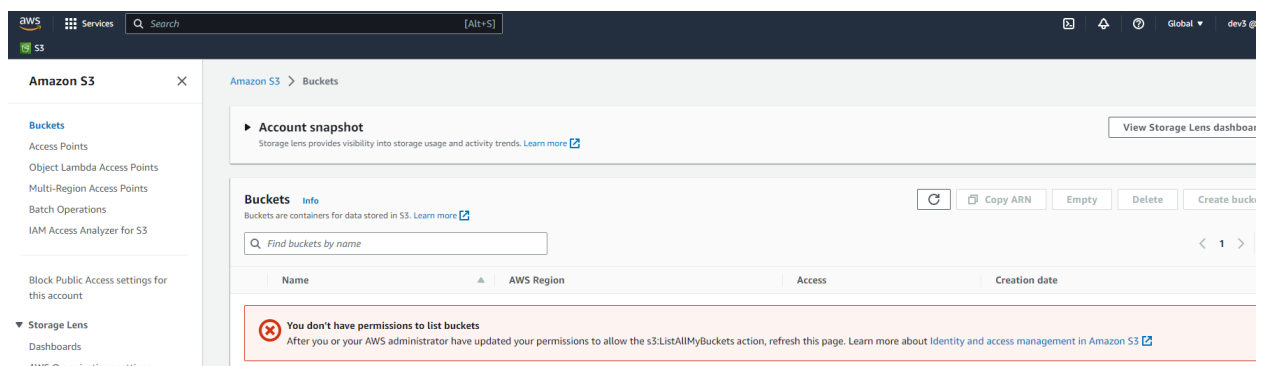 aws
Services
Search
[Alt+S]
Global
dev3 @
S3
Amazon S3
Buckets
Access Points
Object Lambda Access Points
Multi-Region Access Points
Batch Operations
IAM Access Analyzer for S3
Block Public Access settings for
this account
Storage Lens
Dashboards
Amazon S3 > Buckets
Account snapshot
Storage lens provides visibility into storage usage and activity trends. Learn more
View Storage Lens dashboar
Buckets Info
Buckets are containers for data stored in S3. Learn more
Copy ARN
Empty
Delete
Create buck
Find buckets by name
1
Name
AWS Region
Access
Creation date
You don't have permissions to list buckets
After you or your AWS administrator have updated your permissions to allow the s3:ListAllMyBuckets action, refresh this page. Learn more about Identity and access management in Amazon S3